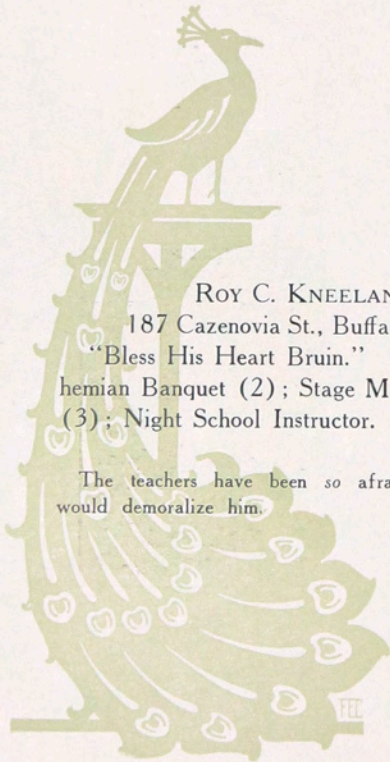 ROY C. KNEELAN
187 Cazenovia St., Buffa
“Bless His Heart Bruin.”
hemian Banquet (2); Stage M
(3); Night School Instructor.
The teachers have been so afra
would demoralize him.
FEC